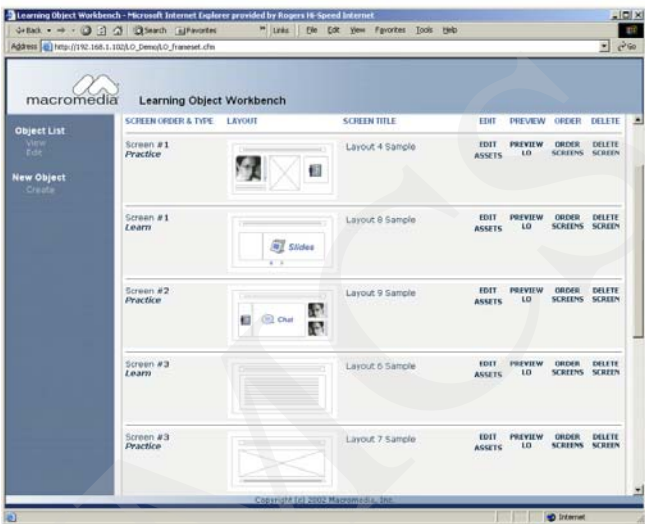 Learning Object Workbench - Microsoft Internet Explorer provided by Rogers Hi-Speed Internet
Back Search Favorites Links File Edit View Favorites Tools Help
Address http://192.168.1.102/LO_Demo/LO_frameset.cfm Go
macromedia Learning Object Workbench
Object List
View
Edit
New Object
Create
SCREEN ORDER & TYPE LAYOUT SCREEN TITLE EDIT PREVIEW ORDER DELETE
Screen #1 Layout 4 Sample EDIT PREVIEW ORDER DELETE
Practice ASSETS LO SCREENS SCREEN
Screen #1 Layout 8 Sample EDIT PREVIEW ORDER DELETE
Learn ASSETS LO SCREENS SCREEN
Slides
Screen #2 Layout 9 Sample EDIT PREVIEW ORDER DELETE
Practice ASSETS LO SCREENS SCREEN
Chat
Screen #3 Layout 6 Sample EDIT PREVIEW ORDER DELETE
Learn ASSETS LO SCREENS SCREEN
Screen #3 Layout 7 Sample EDIT PREVIEW ORDER DELETE
Practice ASSETS LO SCREENS SCREEN
Copyright (c) 2002 Macromedia, Inc.
Internet